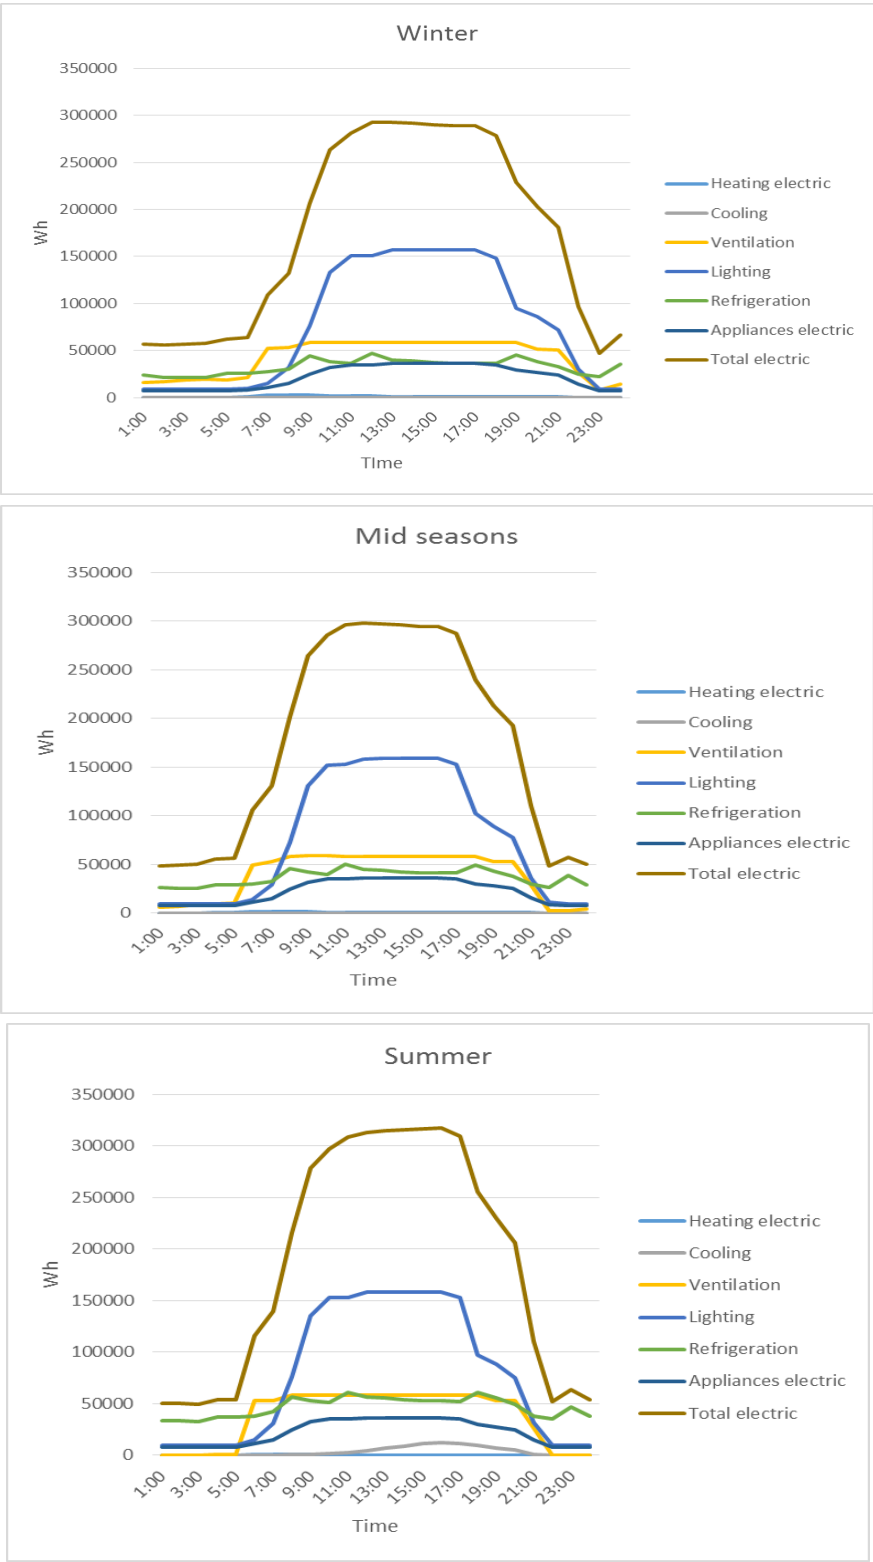 Winter
350000
300000
250000
200000
150000
100000
50000
0
Wh
1:00 3:00 5:00 7:00 9:00 11:00 13:00 15:00 17:00 19:00 21:00 23:00
TIme
Heating electric
Cooling
Ventilation
Lighting
Refrigeration
Appliances electric
Total electric
Mid seasons
350000
300000
250000
200000
150000
100000
50000
0
Wh
1:00 3:00 5:00 7:00 9:00 11:00 13:00 15:00 17:00 19:00 21:00 23:00
Time
Heating electric
Cooling
Ventilation
Lighting
Refrigeration
Appliances electric
Total electric
Summer
350000
300000
250000
200000
150000
100000
50000
0
Wh
1:00 3:00 5:00 7:00 9:00 11:00 13:00 15:00 17:00 19:00 21:00 23:00
Time
Heating electric
Cooling
Ventilation
Lighting
Refrigeration
Appliances electric
Total electric